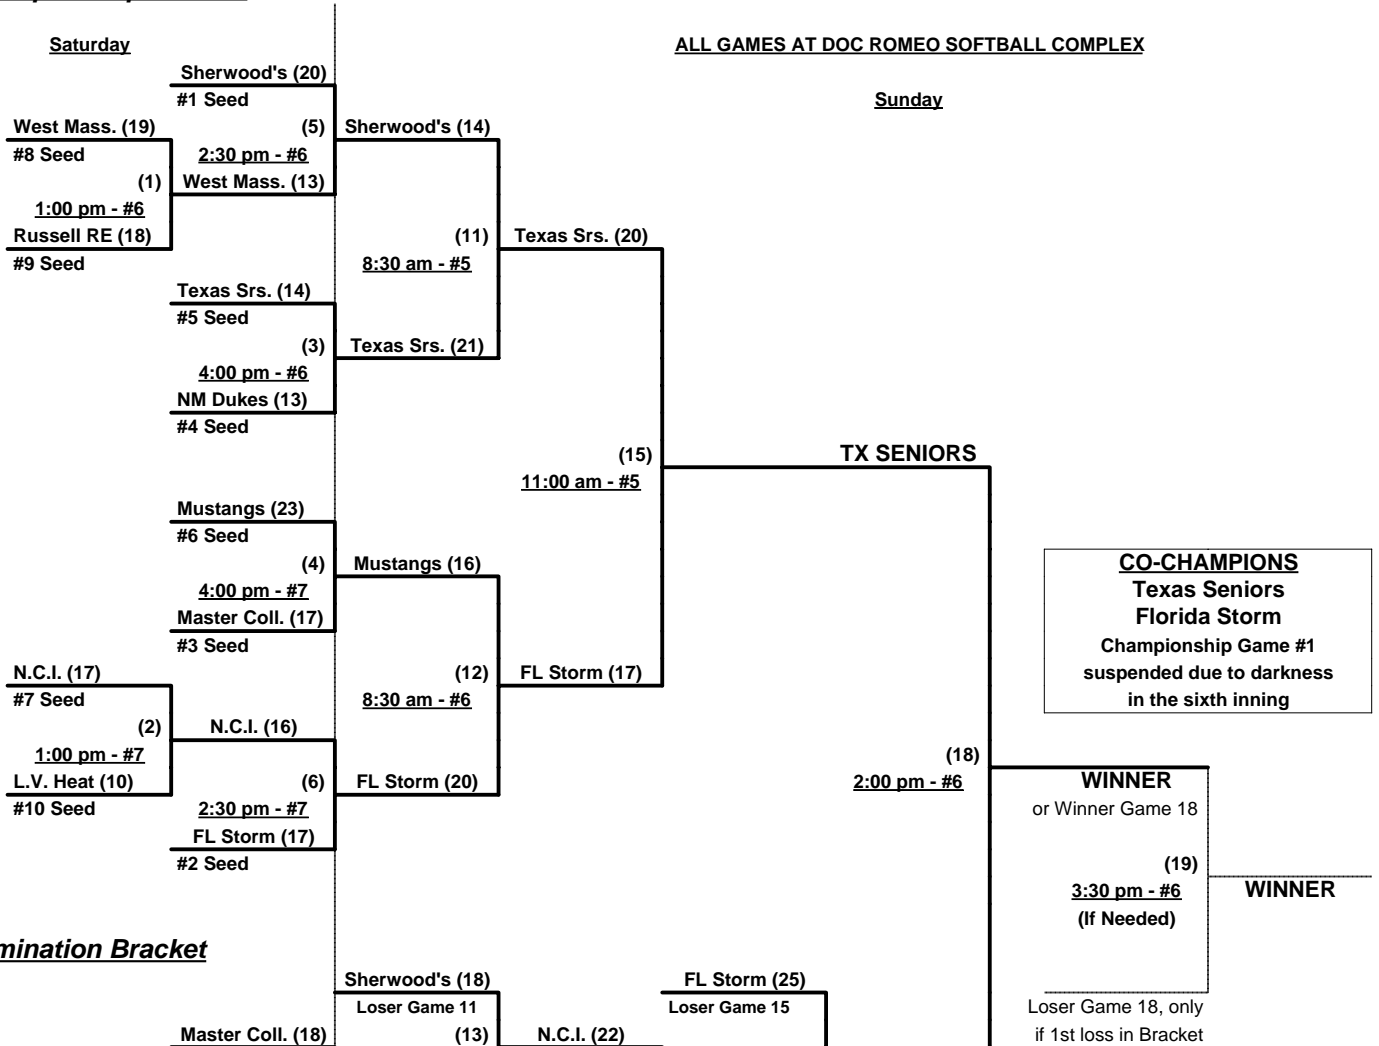 Saturday
ALL GAMES AT DOC ROMEO SOFTBALL COMPLEX
Sherwood's (20)
#1 Seed
Sunday
West Mass. (19)
(5)
Sherwood's (14)
#8 Seed
2:30 pm - #6
(1)
West Mass. (13)
1:00 pm - #6
Russell RE (18)
(11)
Texas Srs. (20)
#9 Seed
8:30 am - #5
Texas Srs. (14)
#5 Seed
(3)
Texas Srs. (21)
4:00 pm - #6
NM Dukes (13)
#4 Seed
(15)
TX SENIORS
11:00 am - #5
Mustangs (23)
#6 Seed
(4)
Mustangs (16)
CO-CHAMPIONS
4:00 pm - #7
Texas Seniors
Master Coll. (17)
Florida Storm
#3 Seed
Championship Game #1
N.C.I. (17)
(12)
FL Storm (17)
suspended due to darkness
#7 Seed
8:30 am - #6
in the sixth inning
(2)
N.C.I. (16)
1:00 pm - #7
(18)
L.V. Heat (10)
(6)
FL Storm (20)
2:00 pm - #6
WINNER
#10 Seed
2:30 pm - #7
or Winner Game 18
FL Storm (17)
#2 Seed
(19)
3:30 pm - #6
WINNER
(If Needed)
mination Bracket
Sherwood's (18)
FL Storm (25)
Loser Game 11
Loser Game 15
Loser Game 18, only
Master Coll. (18)
(13)
N.C.I. (22)
if 1st loss in Bracket